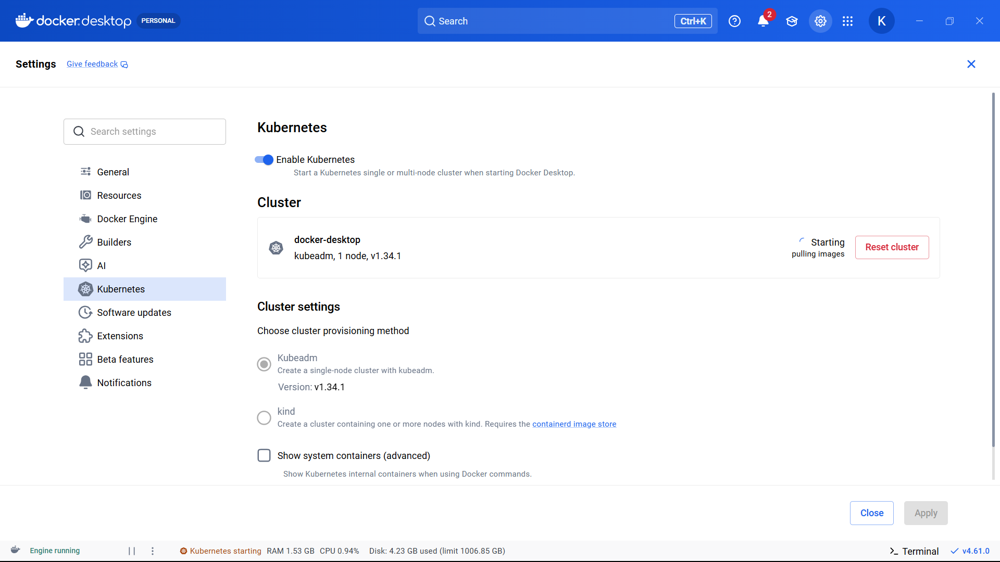 docker desktop PERSONAL
Search Ctrl+K
2
K
Settings Give feedback
Search settings
General
Resources
Docker Engine
Builders
AI
Kubernetes
Software updates
Extensions
Beta features
Notifications
Kubernetes
Enable Kubernetes
Start a Kubernetes single or multi-node cluster when starting Docker Desktop.
Cluster
docker-desktop
kubeadm, 1 node, v1.34.1
Starting
pulling images
Reset cluster
Cluster settings
Choose cluster provisioning method
Kubeadm
Create a single-node cluster with kubeadm.
Version: v1.34.1
kind
Create a cluster containing one or more nodes with kind. Requires the containerd image store
Show system containers (advanced)
Show Kubernetes internal containers when using Docker commands.
Close Apply
Engine running Kubernetes starting RAM 1.53 GB CPU 0.94% Disk: 4.23 GB used (limit 1006.85 GB) Terminal v4.61.0